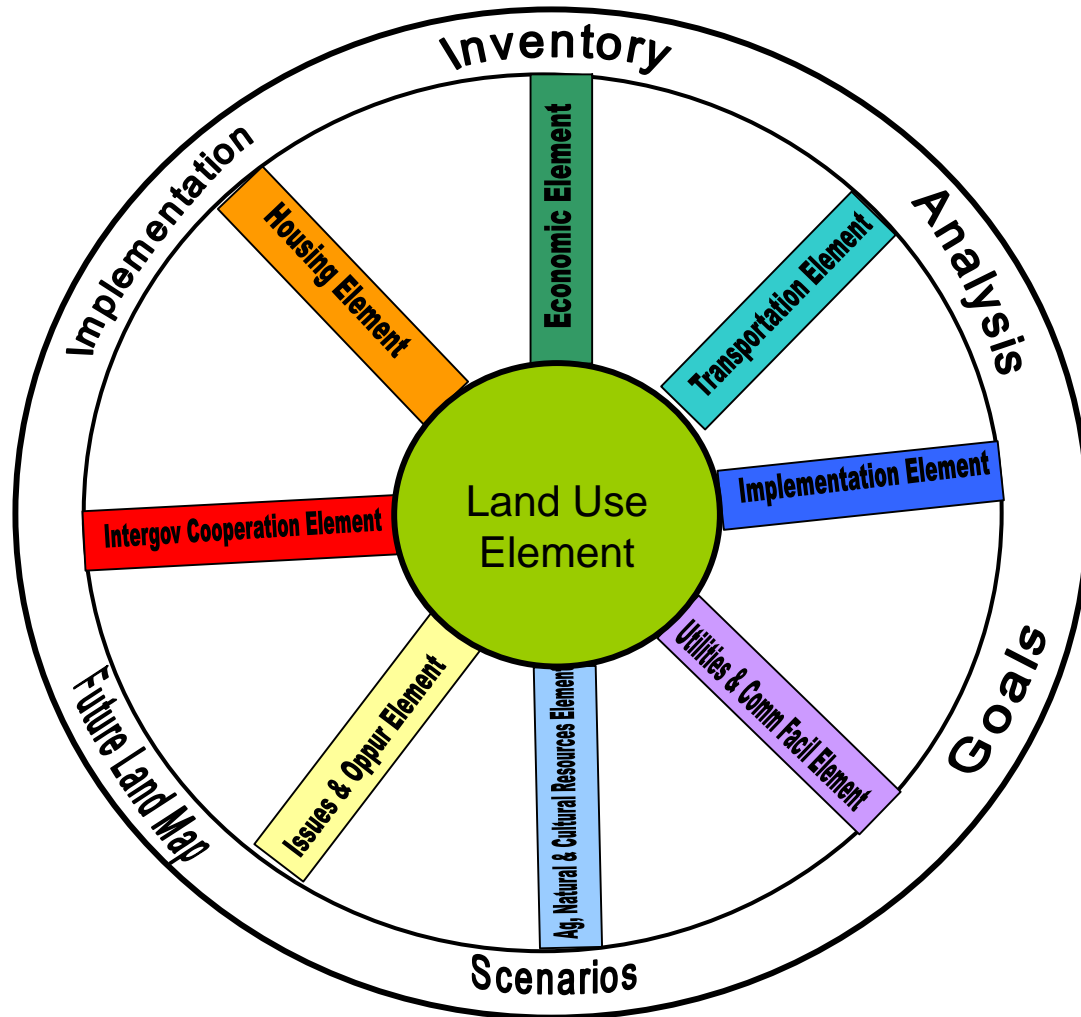 Inventory
Analysis
Goals
Scenarios
Future Land Map
Implementation
Economic Element
Transportation Element
Implementation Element
Utilities & Comm Facil Element
Ag, Natural & Cultural Resources Element
Issues & Oppur Element
Intergov Cooperation Element
Housing Element
Land Use
Element